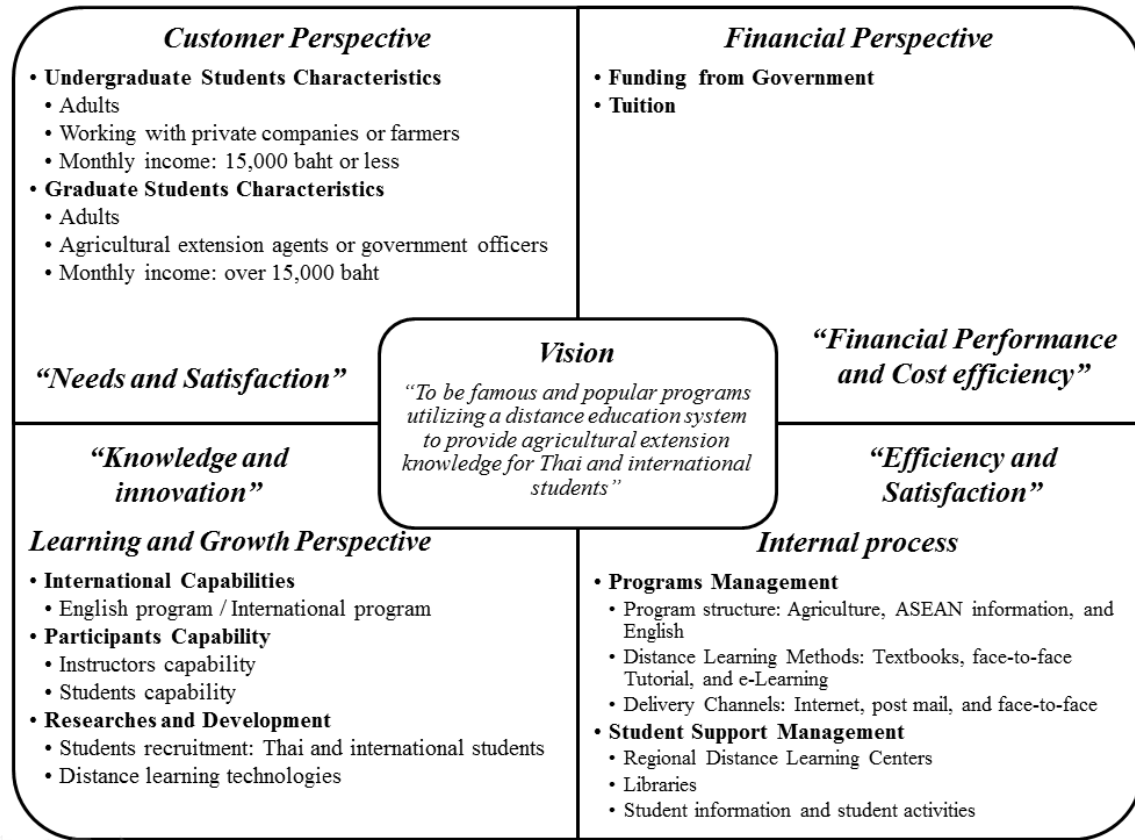 Customer Perspective
• Undergraduate Students Characteristics
• Adults
• Working with private companies or farmers
• Monthly income: 15,000 baht or less
• Graduate Students Characteristics
• Adults
• Agricultural extension agents or government officers
• Monthly income: over 15,000 baht
“Needs and Satisfaction”
Financial Perspective
• Funding from Government
• Tuition
“Financial Performance
and Cost efficiency”
Vision
“To be famous and popular programs
utilizing a distance education system
to provide agricultural extension
knowledge for Thai and international
students”
“Knowledge and
innovation”
Learning and Growth Perspective
• International Capabilities
• English program / International program
• Participants Capability
• Instructors capability
• Students capability
• Researches and Development
• Students recruitment: Thai and international students
• Distance learning technologies
“Efficiency and
Satisfaction”
Internal process
• Programs Management
• Program structure: Agriculture, ASEAN information, and
English
• Distance Learning Methods: Textbooks, face-to-face
Tutorial, and e-Learning
• Delivery Channels: Internet, post mail, and face-to-face
• Student Support Management
• Regional Distance Learning Centers
• Libraries
• Student information and student activities